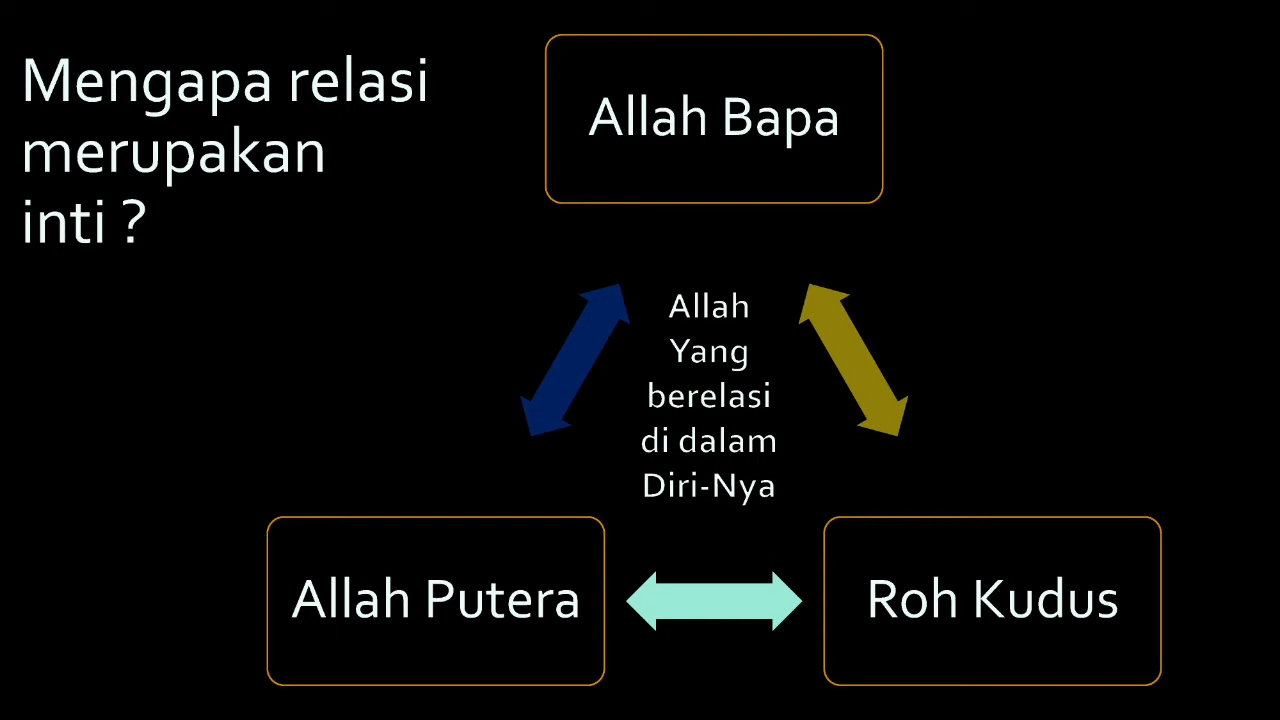 Mengapa relasi
merupakan
inti ?
Allah Bapa
Allah
Yang
berelasi
di dalam
Diri-Nya
Allah Putera
Roh Kudus